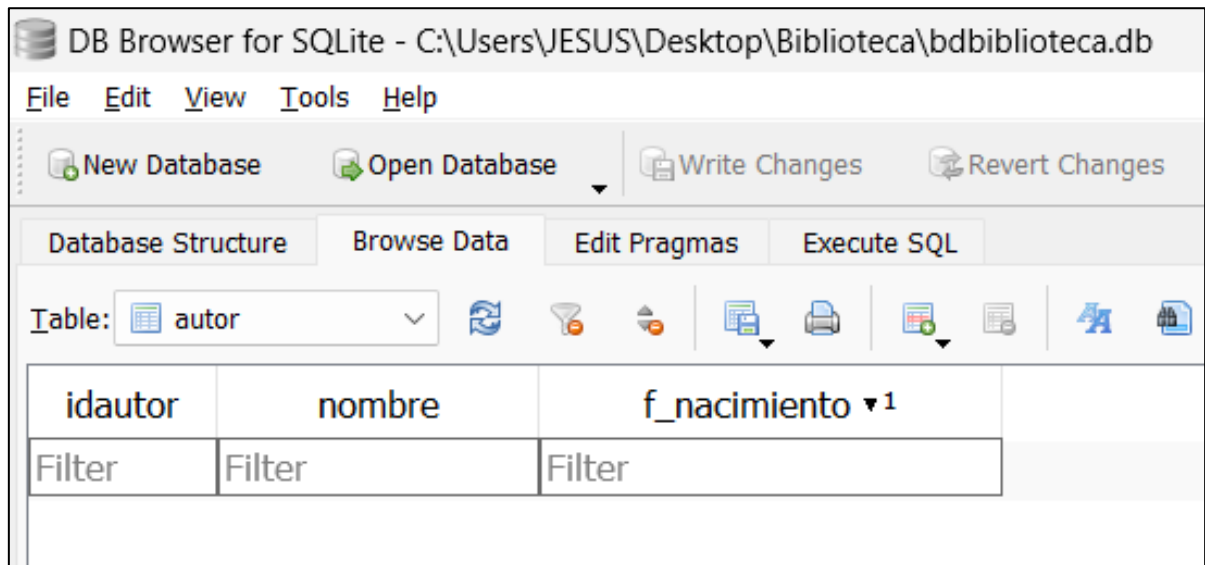 DB Browser for SQLite - C:\Users\JESUS\Desktop\Biblioteca\bdbiblioteca.db
File Edit View Tools Help
New Database Open Database Write Changes Revert Changes
Database Structure Browse Data Edit Pragmas Execute SQL
Table: autor
idautor nombre f_nacimiento 1
Filter Filter Filter